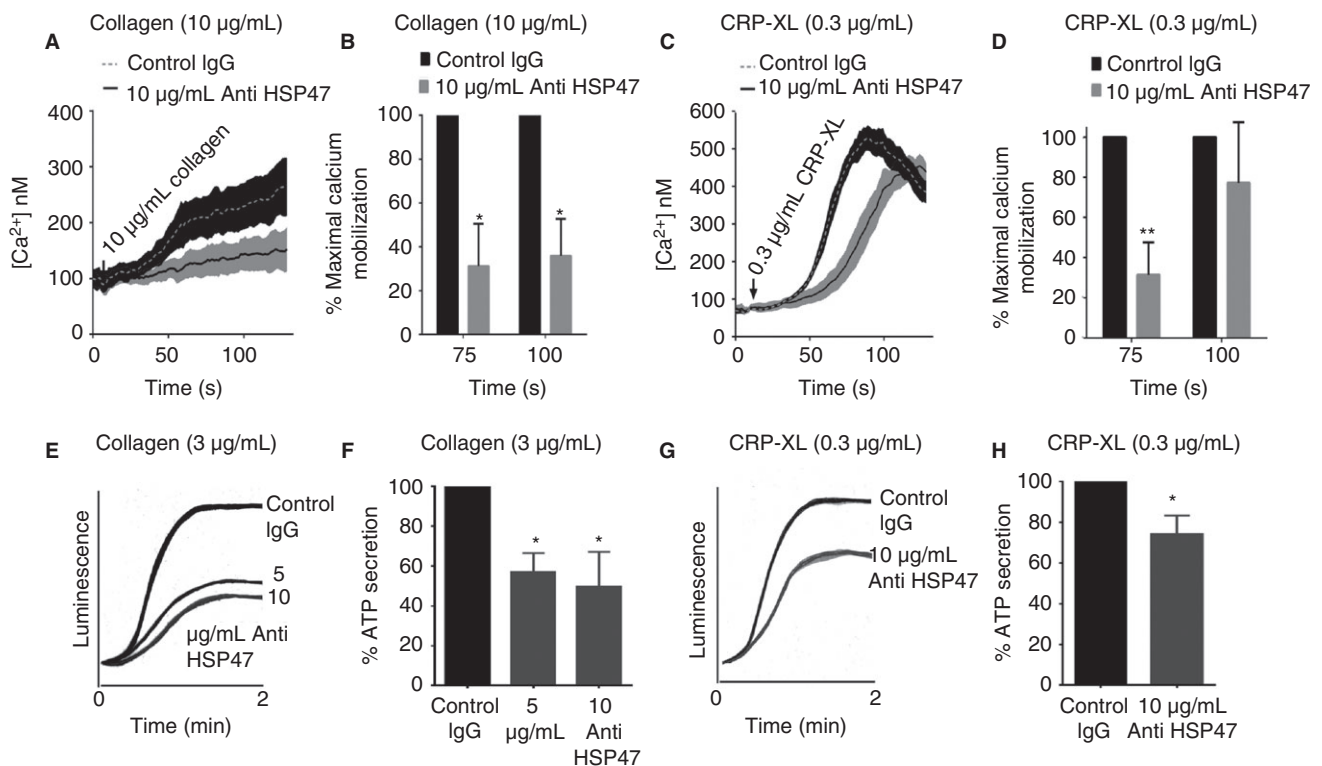 A
Collagen (10 µg/mL)
Control IgG
10 µg/mL Anti HSP47
400
300
200
100
0
[Ca2+] nM
10 µg/mL collagen
0 50 100
Time (s)
B
Collagen (10 µg/mL)
Control IgG
10 µg/mL Anti HSP47
100
80
60
40
20
0
% Maximal calcium
mobilization
* *
75 100
Time (s)
C
CRP-XL (0.3 µg/mL)
Control IgG
10 µg/mL Anti HSP47
600
500
400
300
200
100
0
[Ca2+] nM
0.3 µg/mL CRP-XL
0 50 100
Time (s)
D
CRP-XL (0.3 µg/mL)
Conrtrol IgG
10 µg/mL Anti HSP47
100
80
60
40
20
0
% Maximal calcium
mobilization
**
75 100
Time (s)
E
Collagen (3 µg/mL)
Luminescence
Control
IgG
5
10
µg/mL Anti
HSP47
0 2
Time (min)
F
Collagen (3 µg/mL)
100
80
60
40
20
0
% ATP secretion
* *
Control 5 10
IgG µg/mL Anti
HSP47
G
CRP-XL (0.3 µg/mL)
Luminescence
Control
IgG
10 µg/mL
Anti HSP47
0 2
Time (min)
H
CRP-XL (0.3 µg/mL)
100
80
60
40
20
0
% ATP secretion
*
Control 10 µg/mL
IgG Anti HSP47